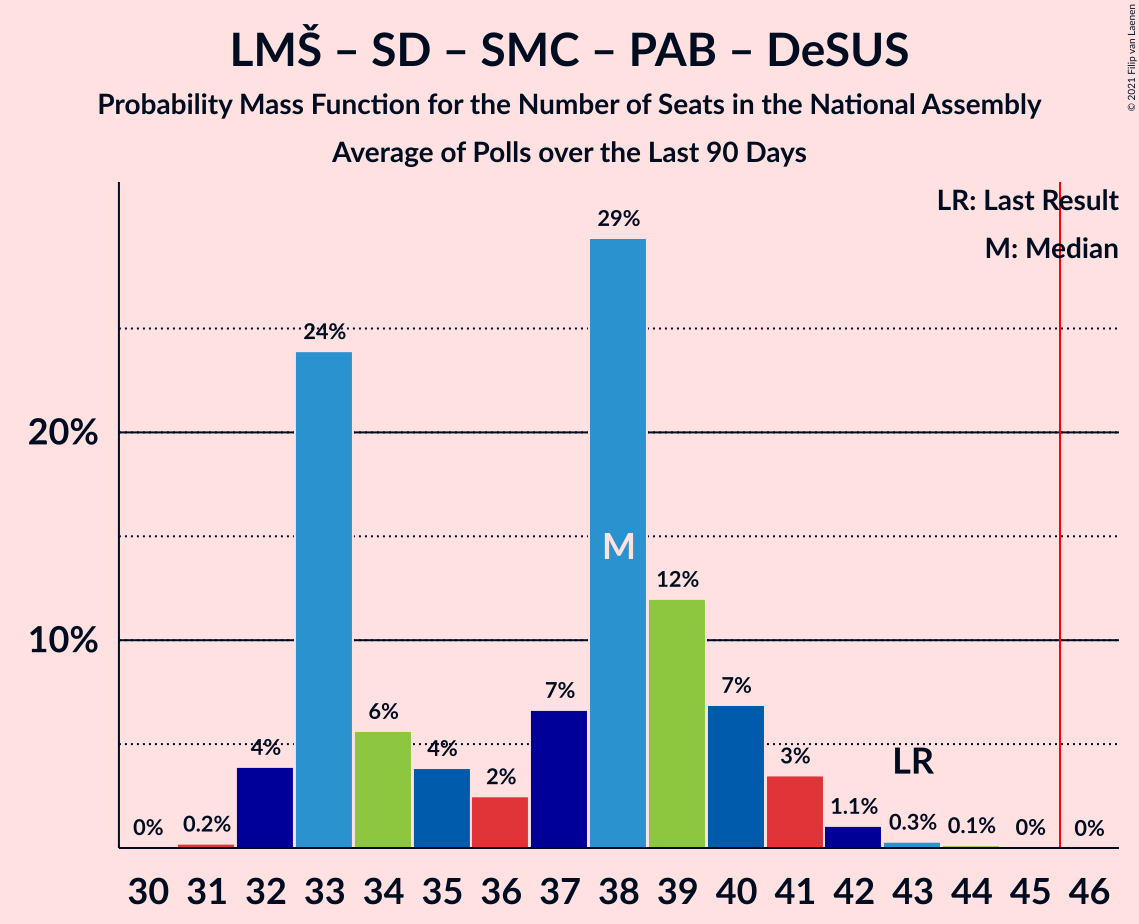 LMŠ – SD – SMC – PAB – DeSUS
Probability Mass Function for the Number of Seats in the National Assembly
Average of Polls over the Last 90 Days
© 2021 Filip van Laenen
LR: Last Result
M: Median
29%
24%
20%
M
12%
10%
7%
7%
6%
4%
4%
3%
LR
2%
1.1%
0%
0.2%
0.3%
0.1%
0%
0%
30 31 32 33 34 35 36 37 38 39 40 41 42 43 44 45 46